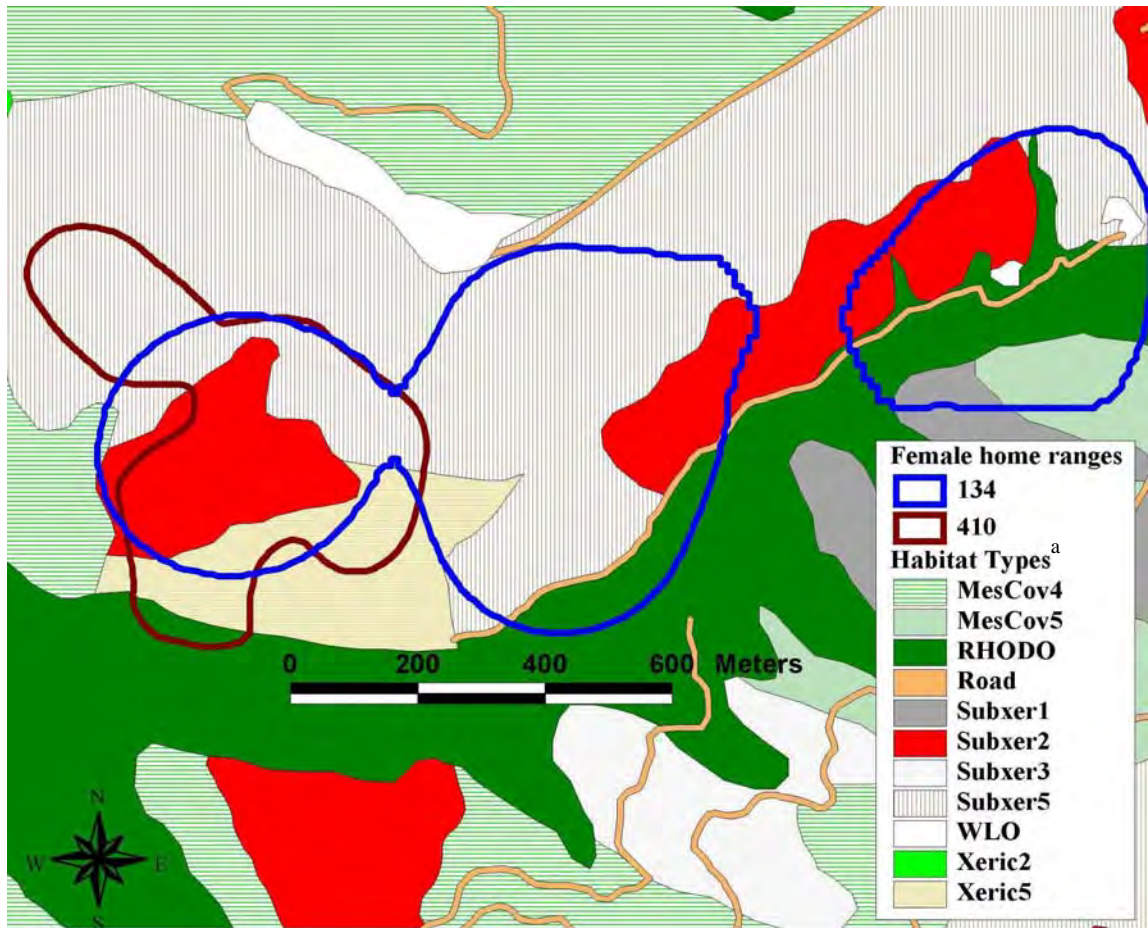 Female home ranges
134
410
Habitat Types a
MesCov4
MesCov5
RHODO
Road
Subxer1
Subxer2
Subxer3
Subxer5
WLO
Xeric2
Xeric5
0 200 400 600 Meters
N
W E
S